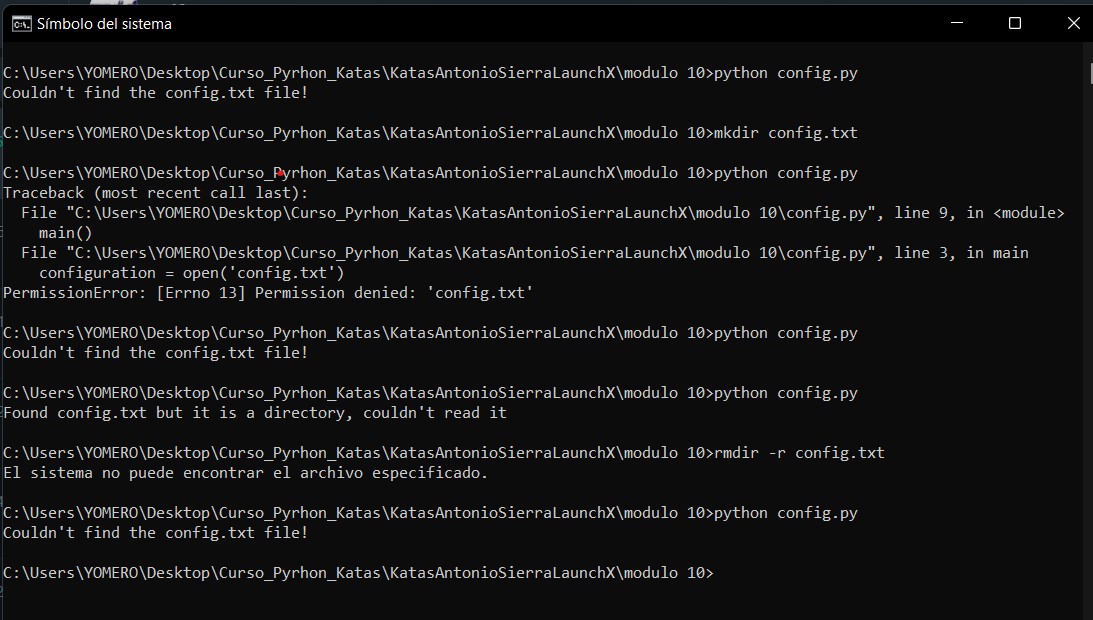 Símbolo del sistema
C:\Users\YOMERO\Desktop\Curso_Pyrhon_Katas\KatasAntonioSierraLaunchX\modulo 10>python config.py
Couldn't find the config.txt file!
C:\Users\YOMERO\Desktop\Curso_Pyrhon_Katas\KatasAntonioSierraLaunchX\modulo 10>mkdir config.txt
C:\Users\YOMERO\Desktop\Curso_Pyrhon_Katas\KatasAntonioSierraLaunchX\modulo 10>python config.py
Traceback (most recent call last):
  File "C:\Users\YOMERO\Desktop\Curso_Pyrhon_Katas\KatasAntonioSierraLaunchX\modulo 10\config.py", line 9, in <module>
    main()
  File "C:\Users\YOMERO\Desktop\Curso_Pyrhon_Katas\KatasAntonioSierraLaunchX\modulo 10\config.py", line 3, in main
    configuration = open('config.txt')
PermissionError: [Errno 13] Permission denied: 'config.txt'
C:\Users\YOMERO\Desktop\Curso_Pyrhon_Katas\KatasAntonioSierraLaunchX\modulo 10>python config.py
Couldn't find the config.txt file!
C:\Users\YOMERO\Desktop\Curso_Pyrhon_Katas\KatasAntonioSierraLaunchX\modulo 10>python config.py
Found config.txt but it is a directory, couldn't read it
C:\Users\YOMERO\Desktop\Curso_Pyrhon_Katas\KatasAntonioSierraLaunchX\modulo 10>rmdir -r config.txt
El sistema no puede encontrar el archivo especificado.
C:\Users\YOMERO\Desktop\Curso_Pyrhon_Katas\KatasAntonioSierraLaunchX\modulo 10>python config.py
Couldn't find the config.txt file!
C:\Users\YOMERO\Desktop\Curso_Pyrhon_Katas\KatasAntonioSierraLaunchX\modulo 10>